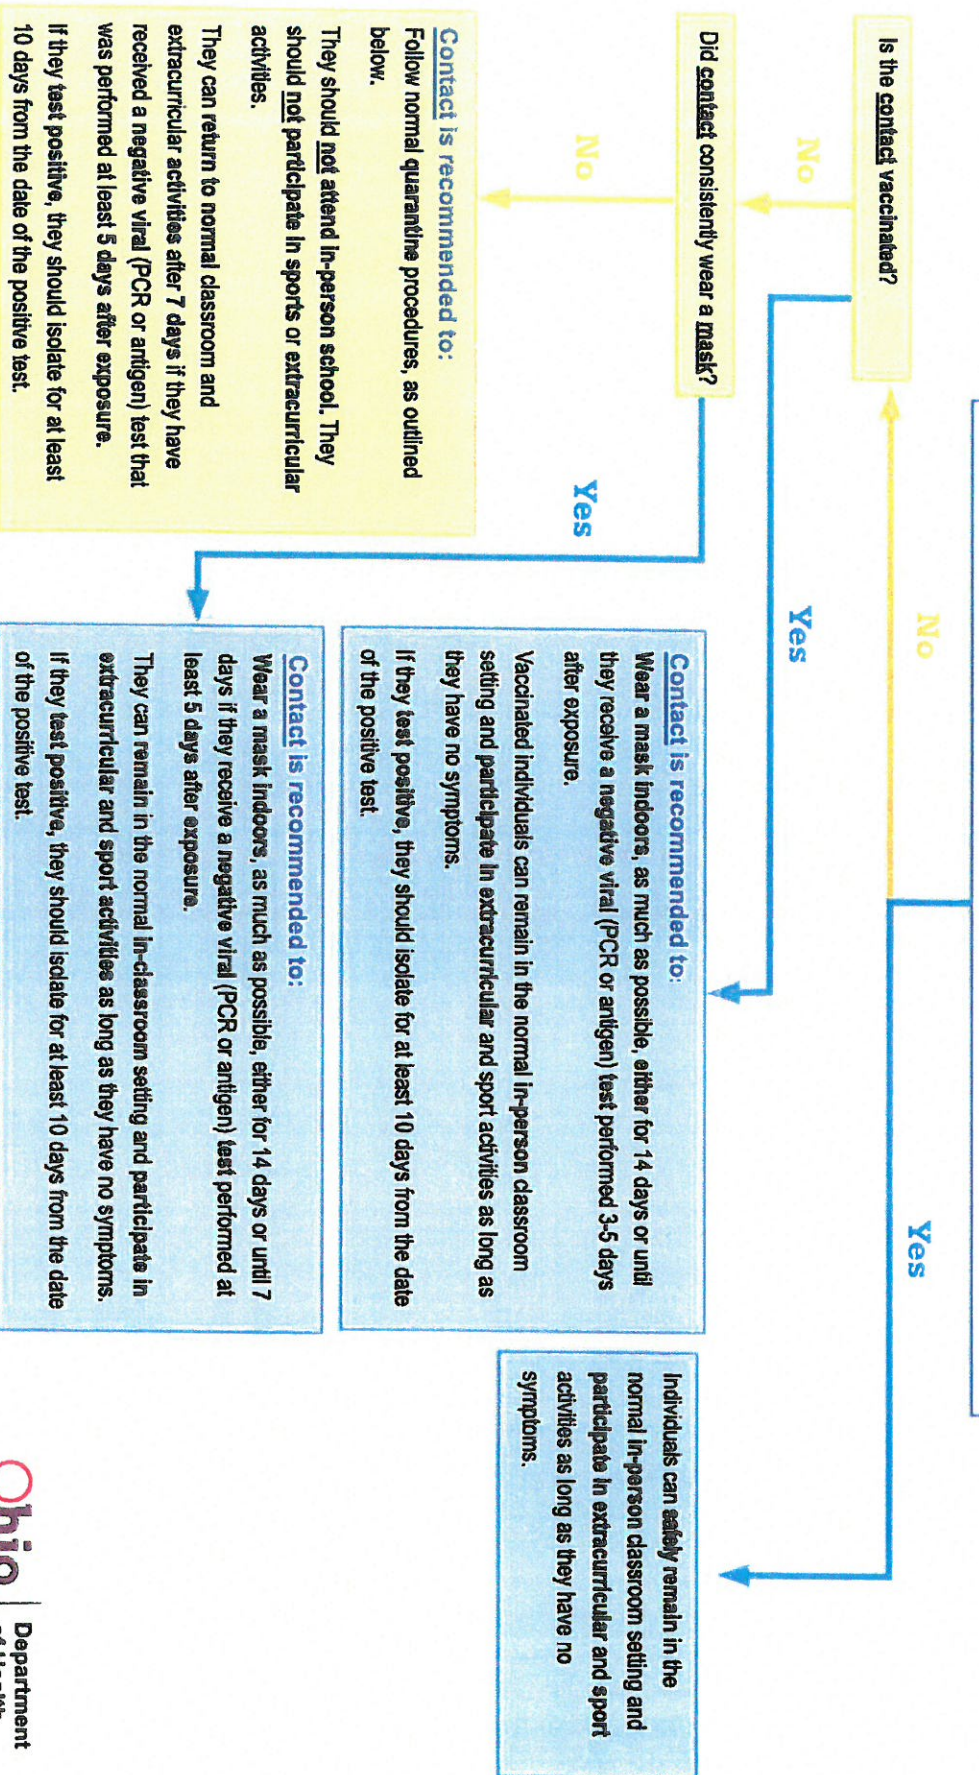 No
Yes
Is the contact vaccinated?
No
Yes
Did contact consistently wear a mask?
No
Yes
Contact is recommended to:
Follow normal quarantine procedures, as outlined
below.
They should not attend in-person school. They
should not participate in sports or extracurricular
activities.
They can return to normal classroom and
extracurricular activities after 7 days if they have
received a negative viral (PCR or antigen) test that
was performed at least 5 days after exposure.
If they test positive, they should isolate for at least
10 days from the date of the positive test.
Contact is recommended to:
Wear a mask indoors, as much as possible, either for 14 days or until
they receive a negative viral (PCR or antigen) test performed 3-5 days
after exposure.
Vaccinated individuals can remain in the normal in-person classroom
setting and participate in extracurricular and sport activities as long as
they have no symptoms.
If they test positive, they should isolate for at least 10 days from the date
of the positive test.
Contact is recommended to:
Wear a mask indoors, as much as possible, either for 14 days or until 7
days if they receive a negative viral (PCR or antigen) test performed at
least 5 days after exposure.
They can remain in the normal in-classroom setting and participate in
extracurricular and sport activities as long as they have no symptoms.
If they test positive, they should isolate for at least 10 days from the date
of the positive test.
Individuals can safely remain in the
normal in-person classroom setting and
participate in extracurricular and sport
activities as long as they have no
symptoms.
Ohio
Department
of Health